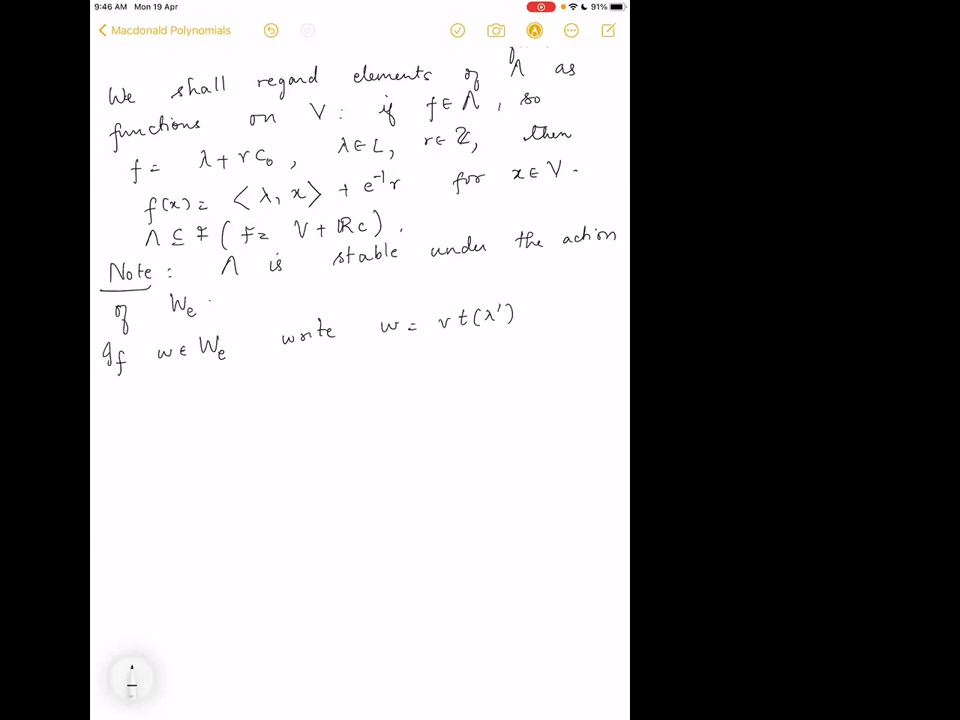 9:46 AM Mon 19 Apr
91%
Macdonald Polynomials
We shall regard elements of Λ as
functions on V : if f ∈ Λ, so
f = λ + r c₀, λ ∈ L, r ∈ ℤ, then
f(x) = ⟨λ, x⟩ + e⁻¹r for x ∈ V.
Λ ⊆ F ( F = V + ℝc ).
Note : Λ is stable under the action
of Wₑ.
If w ∈ Wₑ write w = v t(λ')